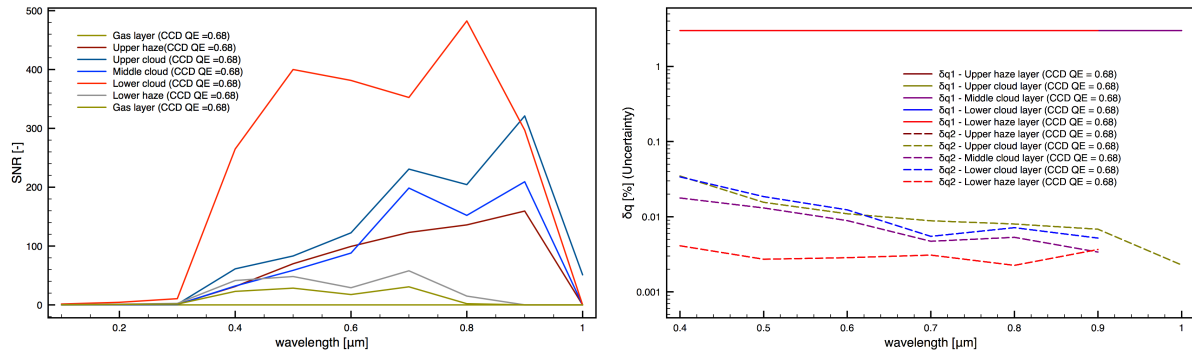 500
400
300
200
100
0
SNR [-]
Gas layer (CCD QE =0.68)
Upper haze(CCD QE =0.68)
Upper cloud (CCD QE =0.68)
Middle cloud (CCD QE =0.68)
Lower cloud (CCD QE =0.68)
Lower haze (CCD QE =0.68)
Gas layer (CCD QE =0.68)
0.2
0.4
0.6
0.8
1
wavelength [μm]
1
0.1
0.01
0.001
δq [%] (Uncertainty)
δq1 - Upper haze layer (CCD QE = 0.68)
δq1 - Upper cloud layer (CCD QE = 0.68)
δq1 - Middle cloud layer (CCD QE = 0.68)
δq1 - Lower cloud layer (CCD QE = 0.68)
δq1 - Lower haze layer (CCD QE = 0.68)
δq2 - Upper haze layer (CCD QE = 0.68)
δq2 - Upper cloud layer (CCD QE = 0.68)
δq2 - Middle cloud layer (CCD QE = 0.68)
δq2 - Lower cloud layer (CCD QE = 0.68)
δq2 - Lower haze layer (CCD QE = 0.68)
0.4
0.5
0.6
0.7
0.8
0.9
1
wavelength [μm]